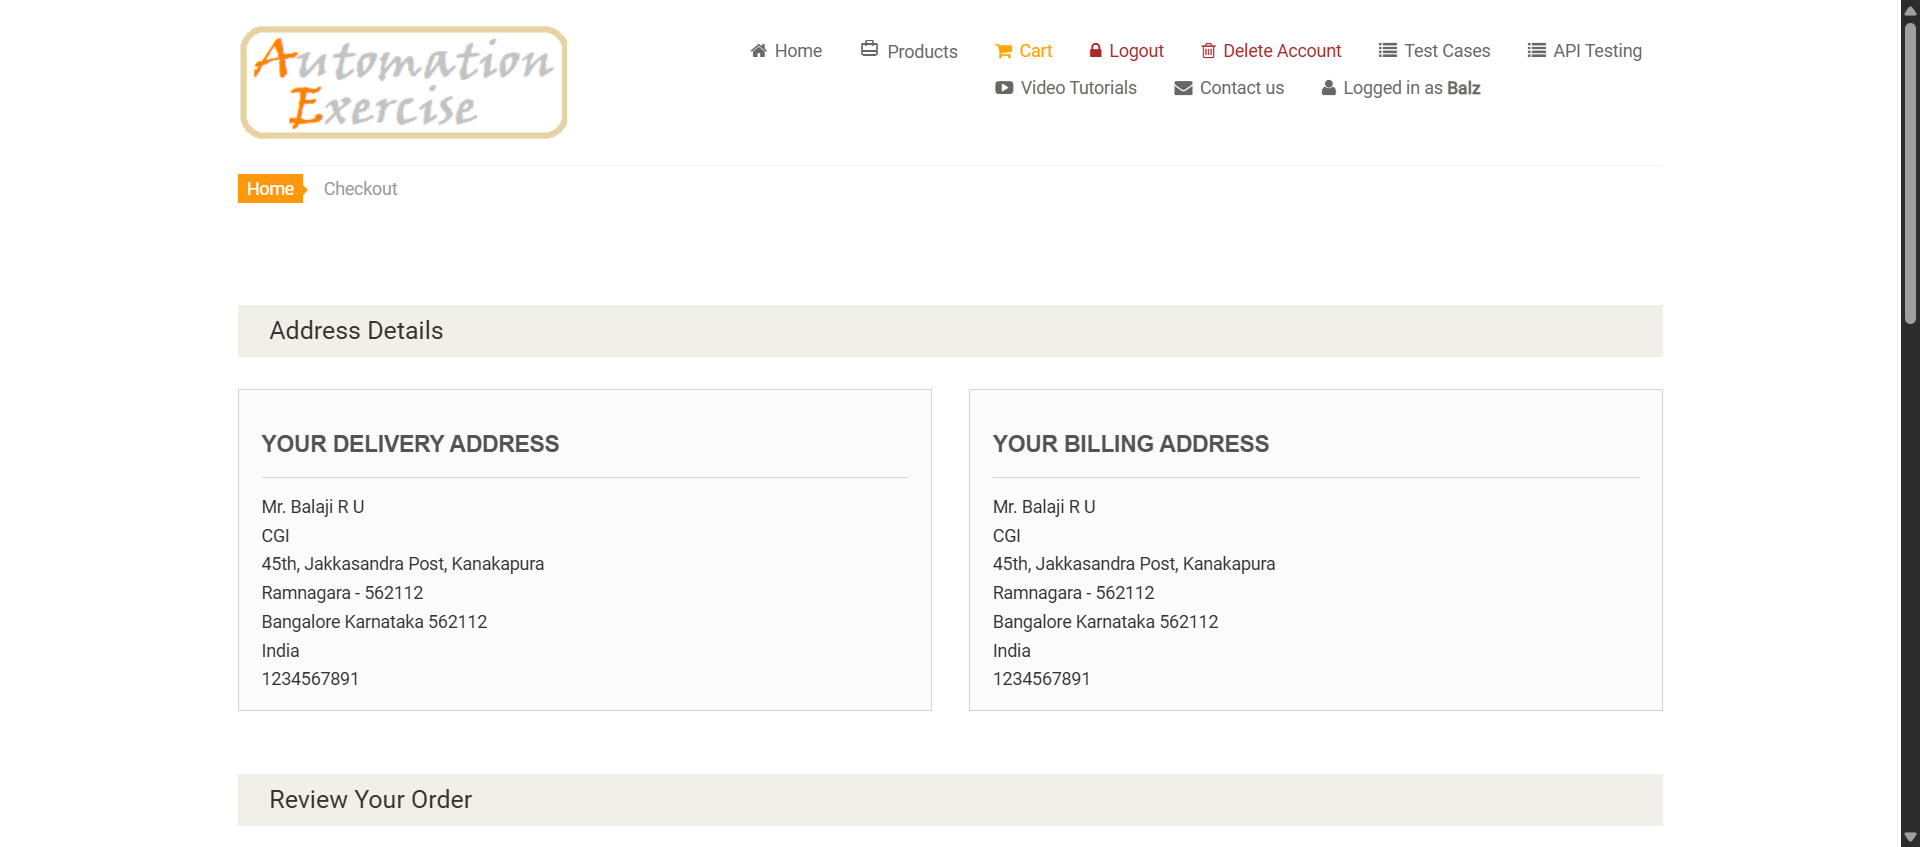 Automation
Exercise
Home Products Cart Logout Delete Account Test Cases API Testing
Video Tutorials Contact us Logged in as Balz
Home Checkout
Address Details
YOUR DELIVERY ADDRESS
Mr. Balaji R U
CGI
45th, Jakkasandra Post, Kanakapura
Ramnagara - 562112
Bangalore Karnataka 562112
India
1234567891
YOUR BILLING ADDRESS
Mr. Balaji R U
CGI
45th, Jakkasandra Post, Kanakapura
Ramnagara - 562112
Bangalore Karnataka 562112
India
1234567891
Review Your Order